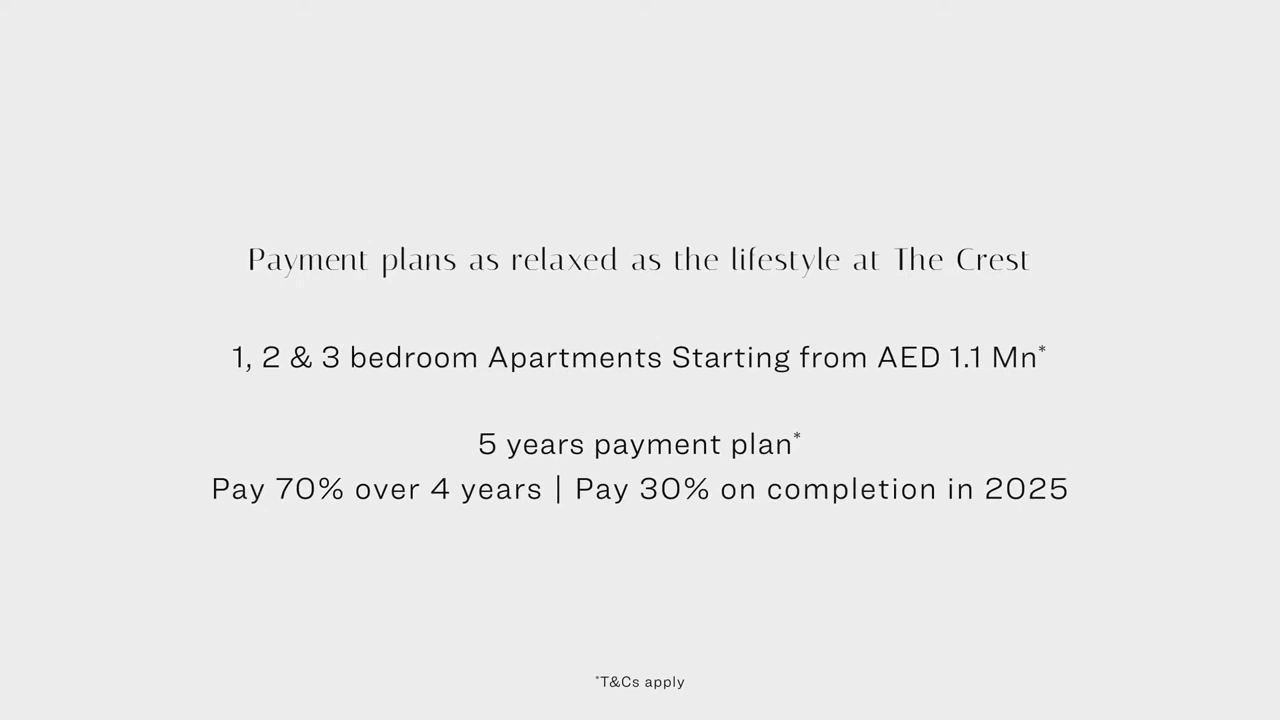 Payment plans as relaxed as the lifestyle at The Crest
1, 2 & 3 bedroom Apartments Starting from AED 1.1 Mn*
5 years payment plan*
Pay 70% over 4 years | Pay 30% on completion in 2025
*T&Cs apply